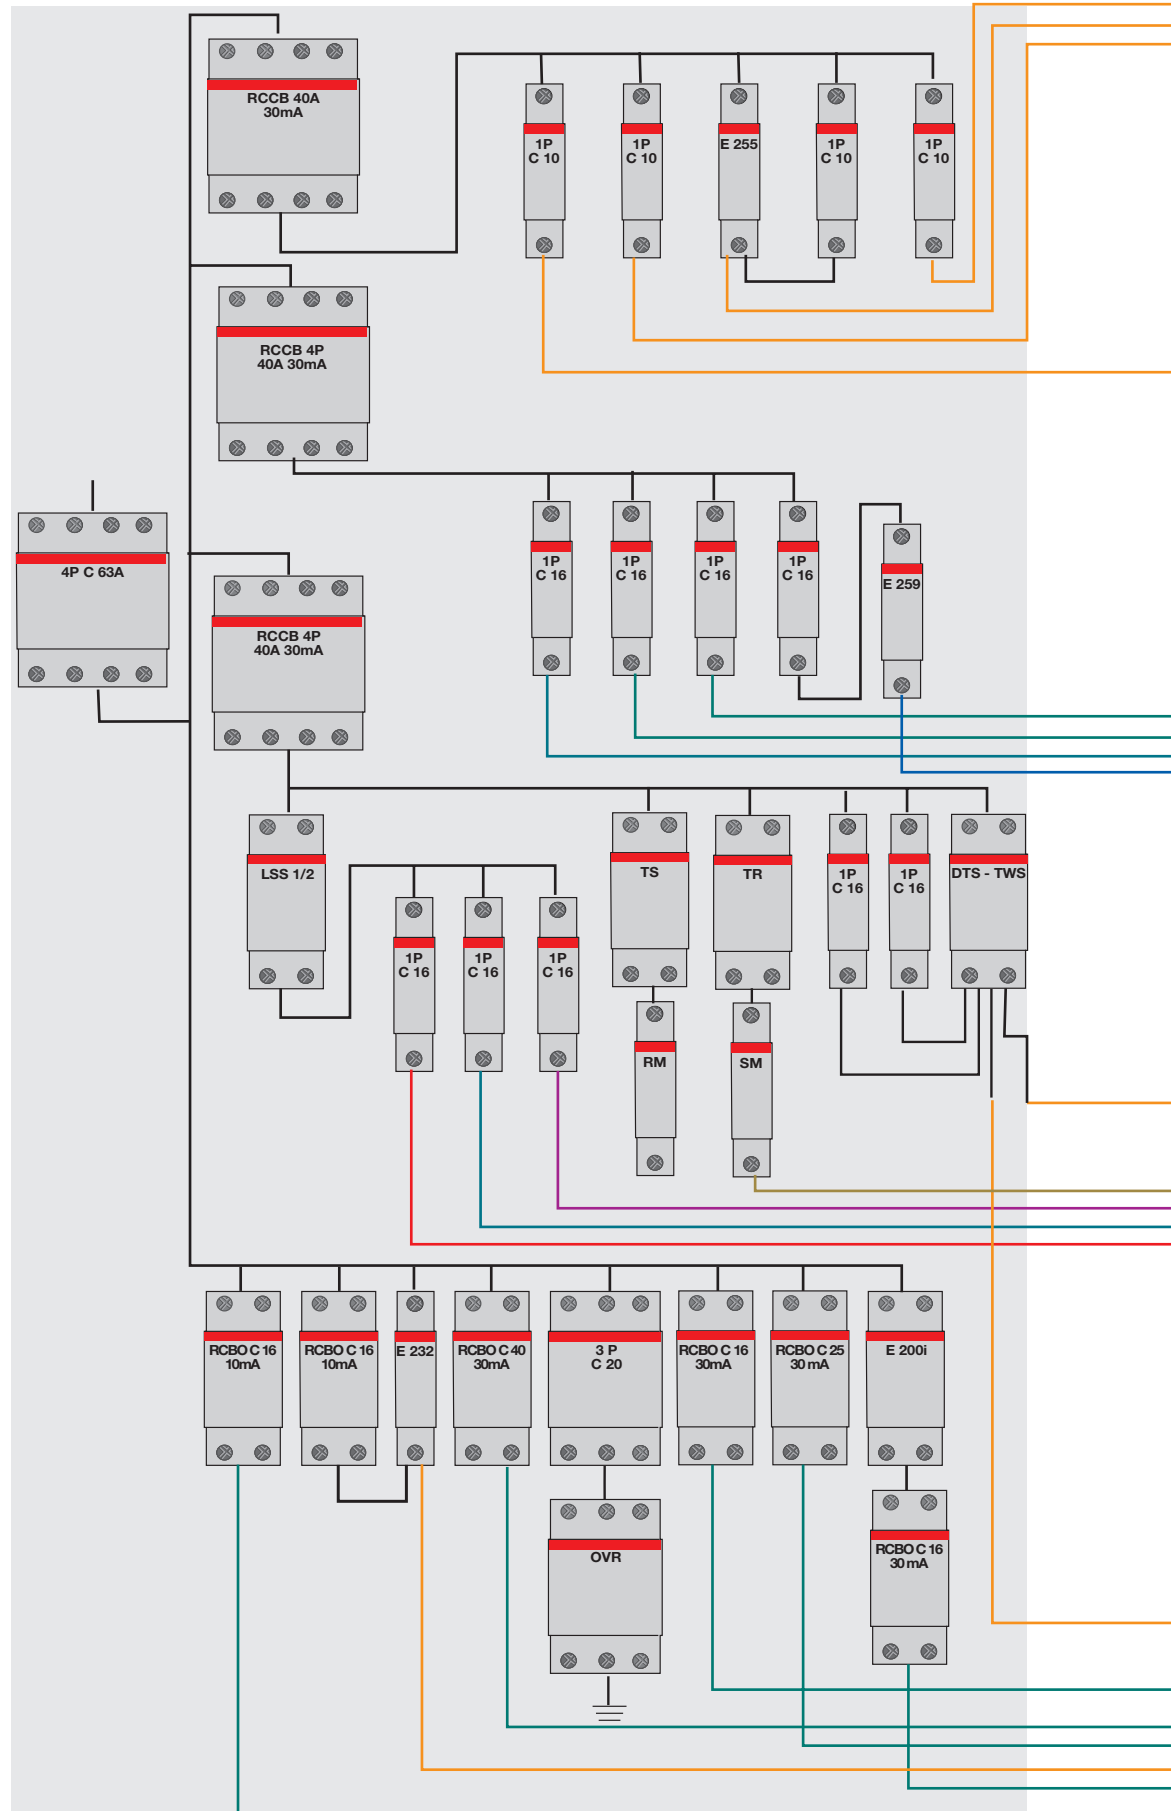 RCCB 40A
30mA
1P
C 10
1P
C 10
E 255
1P
C 10
1P
C 10
RCCB 4P
40A 30mA
4P C 63A
1P
C 16
1P
C 16
1P
C 16
1P
C 16
E 259
RCCB 4P
40A 30mA
LSS 1/2
1P
C 16
1P
C 16
1P
C 16
TS
TR
1P
C 16
1P
C 16
DTS - TWS
RM
SM
RCBO C 16
10mA
RCBO C 16
10mA
E 232
RCBO C 40
30mA
3 P
C 20
RCBO C 16
30mA
RCBO C 25
30 mA
E 200i
OVR
RCBO C 16
30 mA